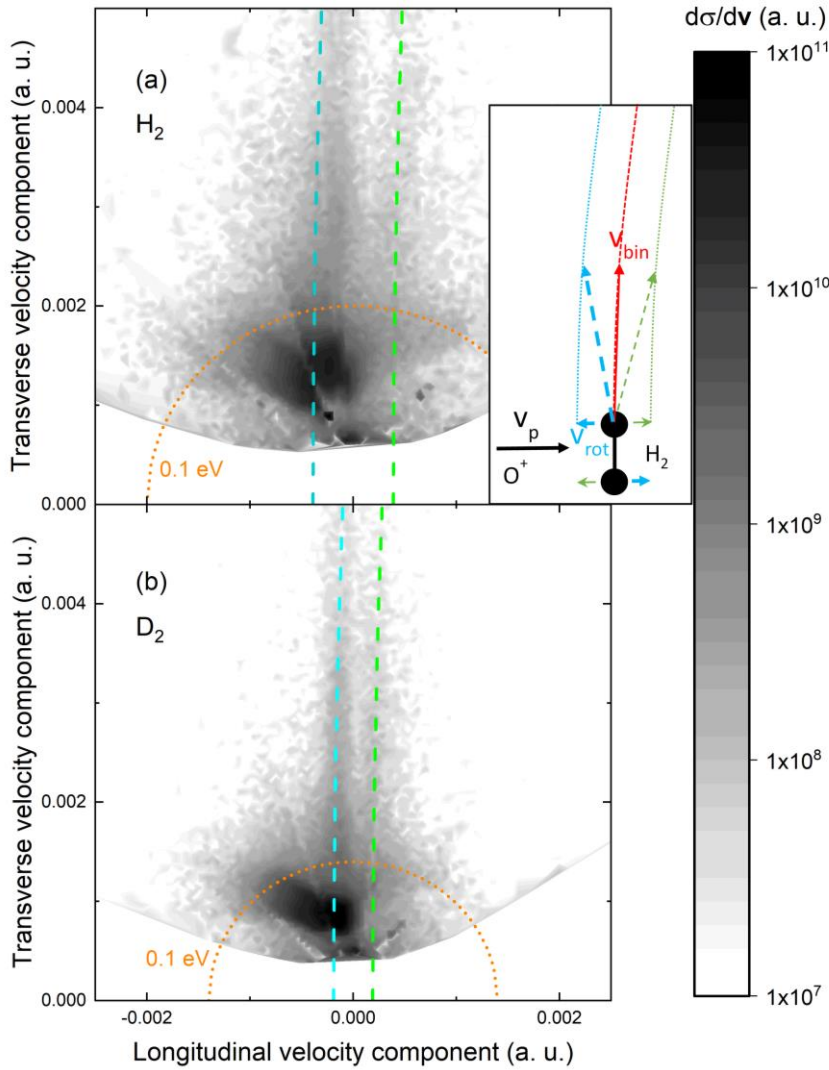 dσ/dv (a. u.)
1x10¹¹
1x10¹⁰
1x10⁹
1x10⁸
1x10⁷
Transverse velocity component (a. u.)
0.004
0.002
0.000
(a)
H₂
0.1 eV
V_bin
V_p
V_rot
O⁺
H₂
Transverse velocity component (a. u.)
0.004
0.002
0.000
(b)
D₂
0.1 eV
-0.002
0.000
0.002
Longitudinal velocity component (a. u.)